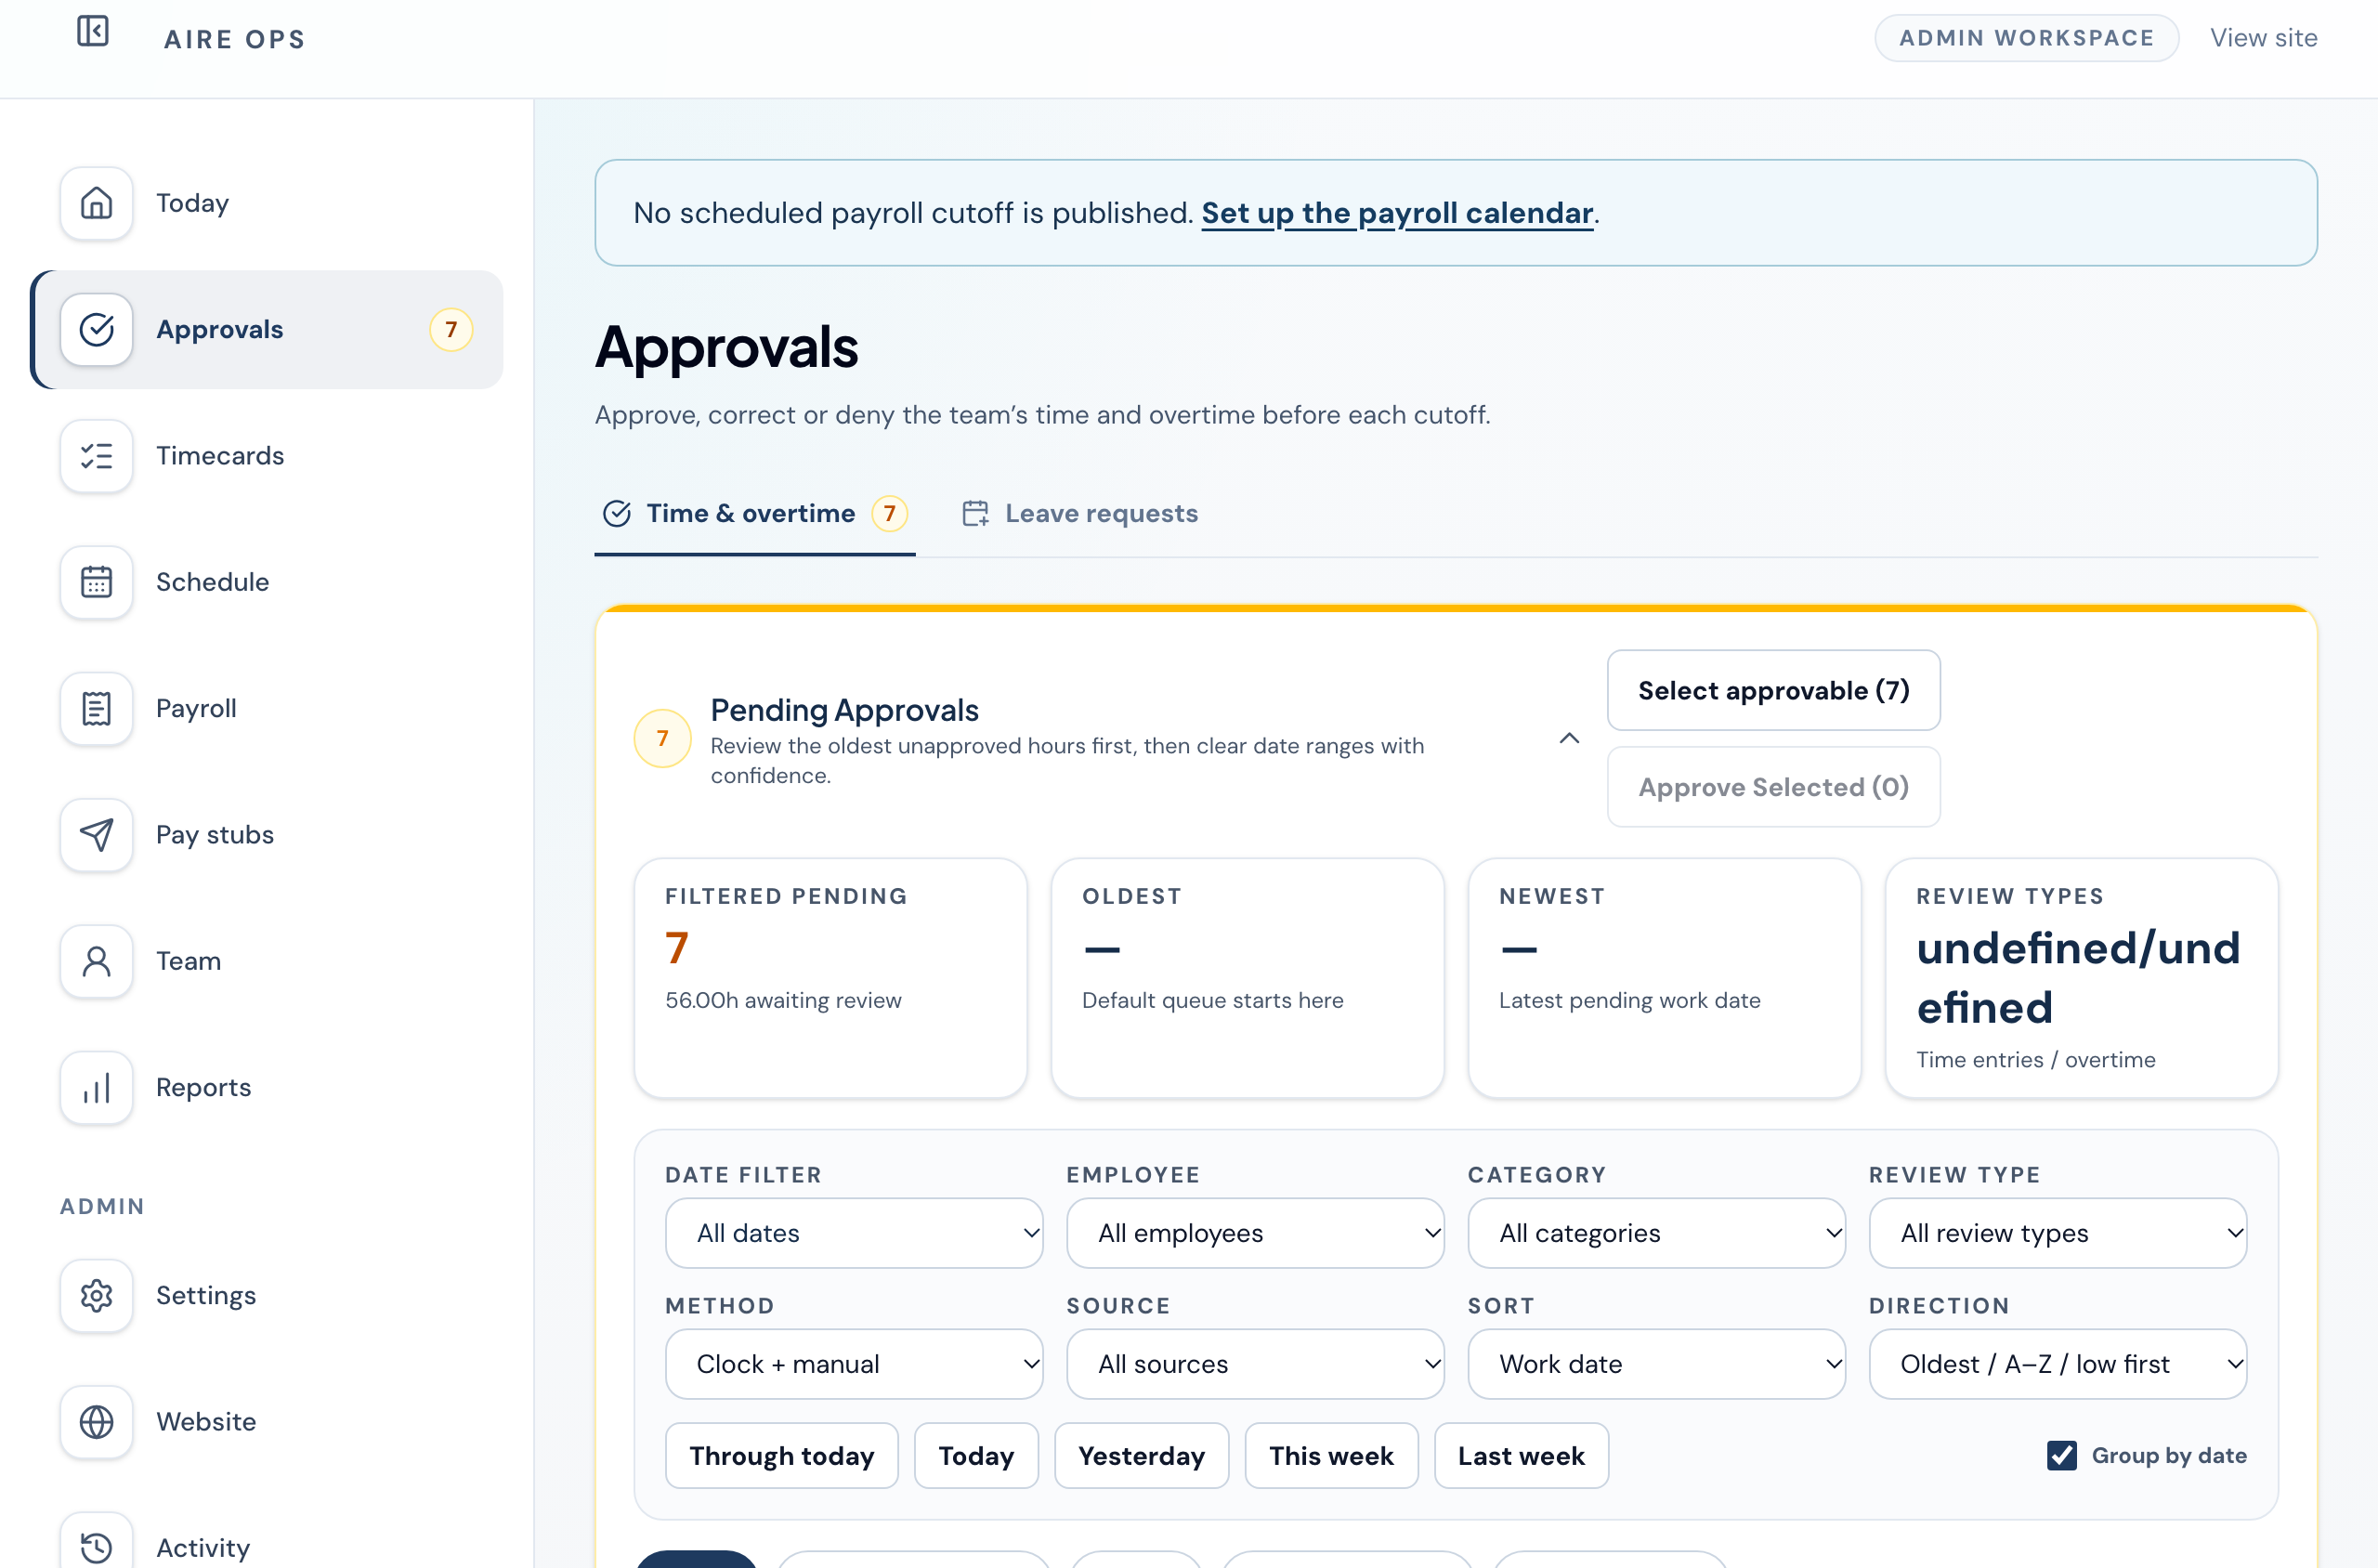 AIRE OPS
ADMIN WORKSPACE
View site
Today
Approvals
7
Timecards
Schedule
Payroll
Pay stubs
Team
Reports
ADMIN
Settings
Website
Activity
No scheduled payroll cutoff is published. Set up the payroll calendar.
Approvals
Approve, correct or deny the team’s time and overtime before each cutoff.
Time & overtime
7
Leave requests
7
Pending Approvals
Review the oldest unapproved hours first, then clear date ranges with
confidence.
Select approvable (7)
Approve Selected (0)
FILTERED PENDING
7
56.00h awaiting review
OLDEST
—
Default queue starts here
NEWEST
—
Latest pending work date
REVIEW TYPES
undefined/und
efined
Time entries / overtime
DATE FILTER
All dates
EMPLOYEE
All employees
CATEGORY
All categories
REVIEW TYPE
All review types
METHOD
Clock + manual
SOURCE
All sources
SORT
Work date
DIRECTION
Oldest / A–Z / low first
Through today
Today
Yesterday
This week
Last week
Group by date